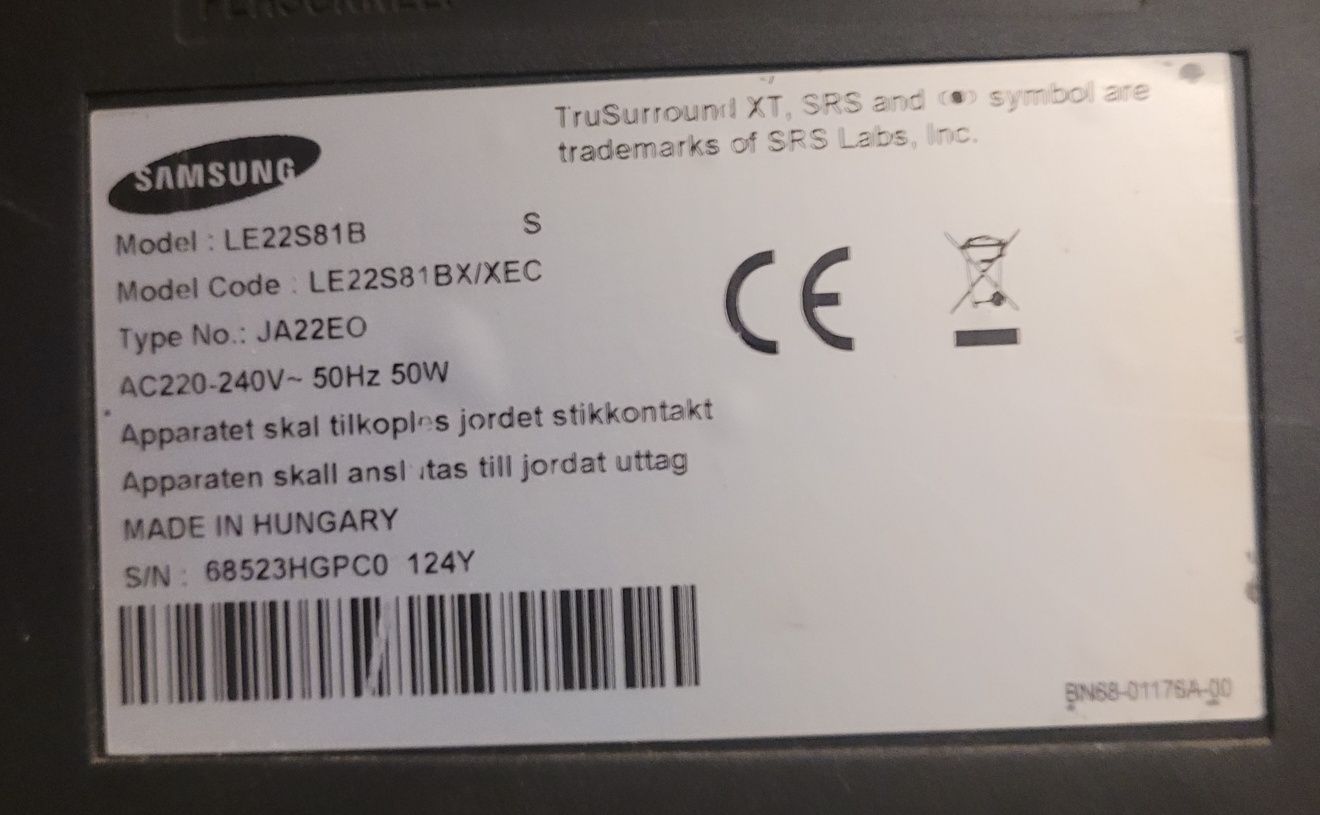 TruSurround XT, SRS and (●) symbol are
trademarks of SRS Labs, Inc.
SAMSUNG
Model : LE22S81B S
Model Code : LE22S81BX/XEC
Type No.: JA22EO
AC220-240V~ 50Hz 50W
Apparatet skal tilkoples jordet stikkontakt
Apparaten skall anslutas till jordat uttag
MADE IN HUNGARY
S/N : 68523HGPC0 124Y
CE
BN68-01176A-00